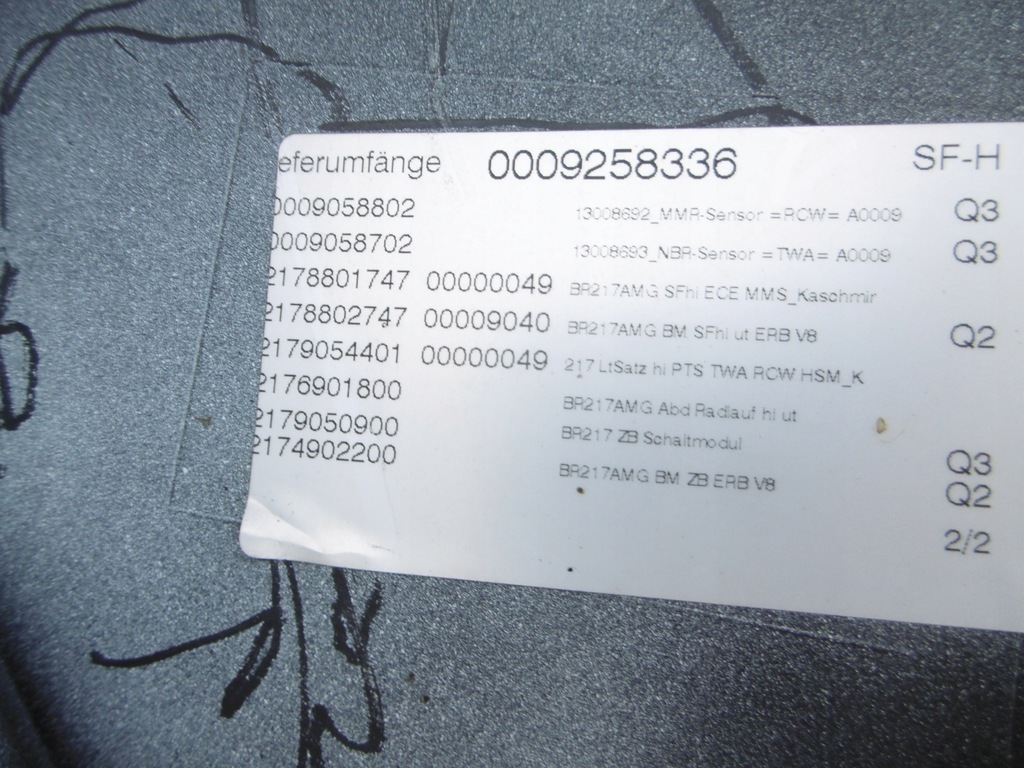 eferumfänge 0009258336 SF-H
0009058802 13008692_MMR-Sensor =RCW= A0009 Q3
0009058702 13008693_NBR-Sensor =TWA= A0009 Q3
2178801747 00000049 BR217AMG SFhi ECE MMS_Kaschmir
2178802747 00009040 BR217AMG BM SFhi ut ERB V8 Q2
2179054401 00000049 217 LtSatz hi PTS TWA RCW HSM_K
2176901800 BR217AMG Abd Radlauf hi ut
2179050900 BR217 ZB Schaltmodul Q3
2174902200 BR217AMG BM ZB ERB V8 Q2
2/2